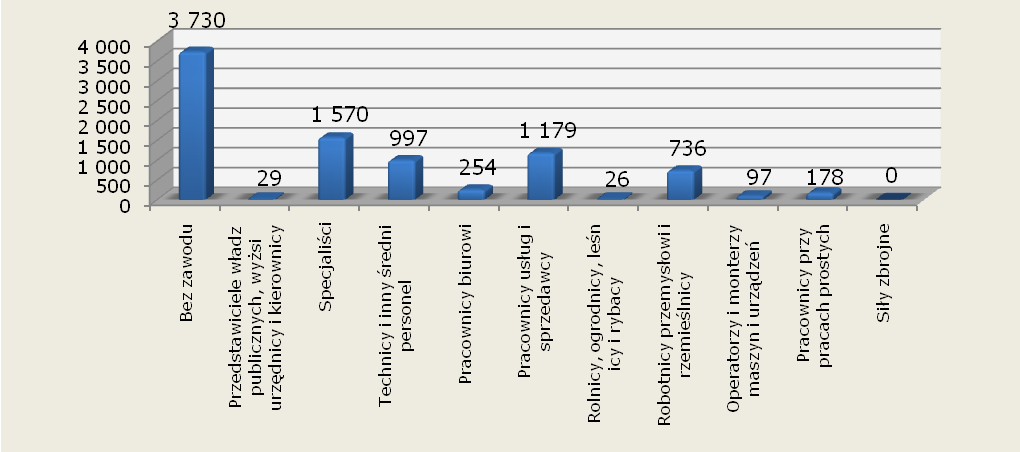 3 730
4 000
3 500
3 000
2 500
2 000
1 500
1 000
500
0
29
1 570
997
254
1 179
26
736
97
178
0
Bez zawodu
Przedstawiciele władz
publicznych, wyżsi
urzędnicy i kierownicy
Specjaliści
Technicy i inny średni
personel
Pracownicy biurowi
Pracownicy usług i
sprzedawcy
Rolnicy, ogrodnicy, leśn
icy i rybacy
Robotnicy przemysłowi i
rzemieślnicy
Operatorzy i monterzy
maszyn i urządzeń
Pracownicy przy
pracach prostych
Siły zbrojne